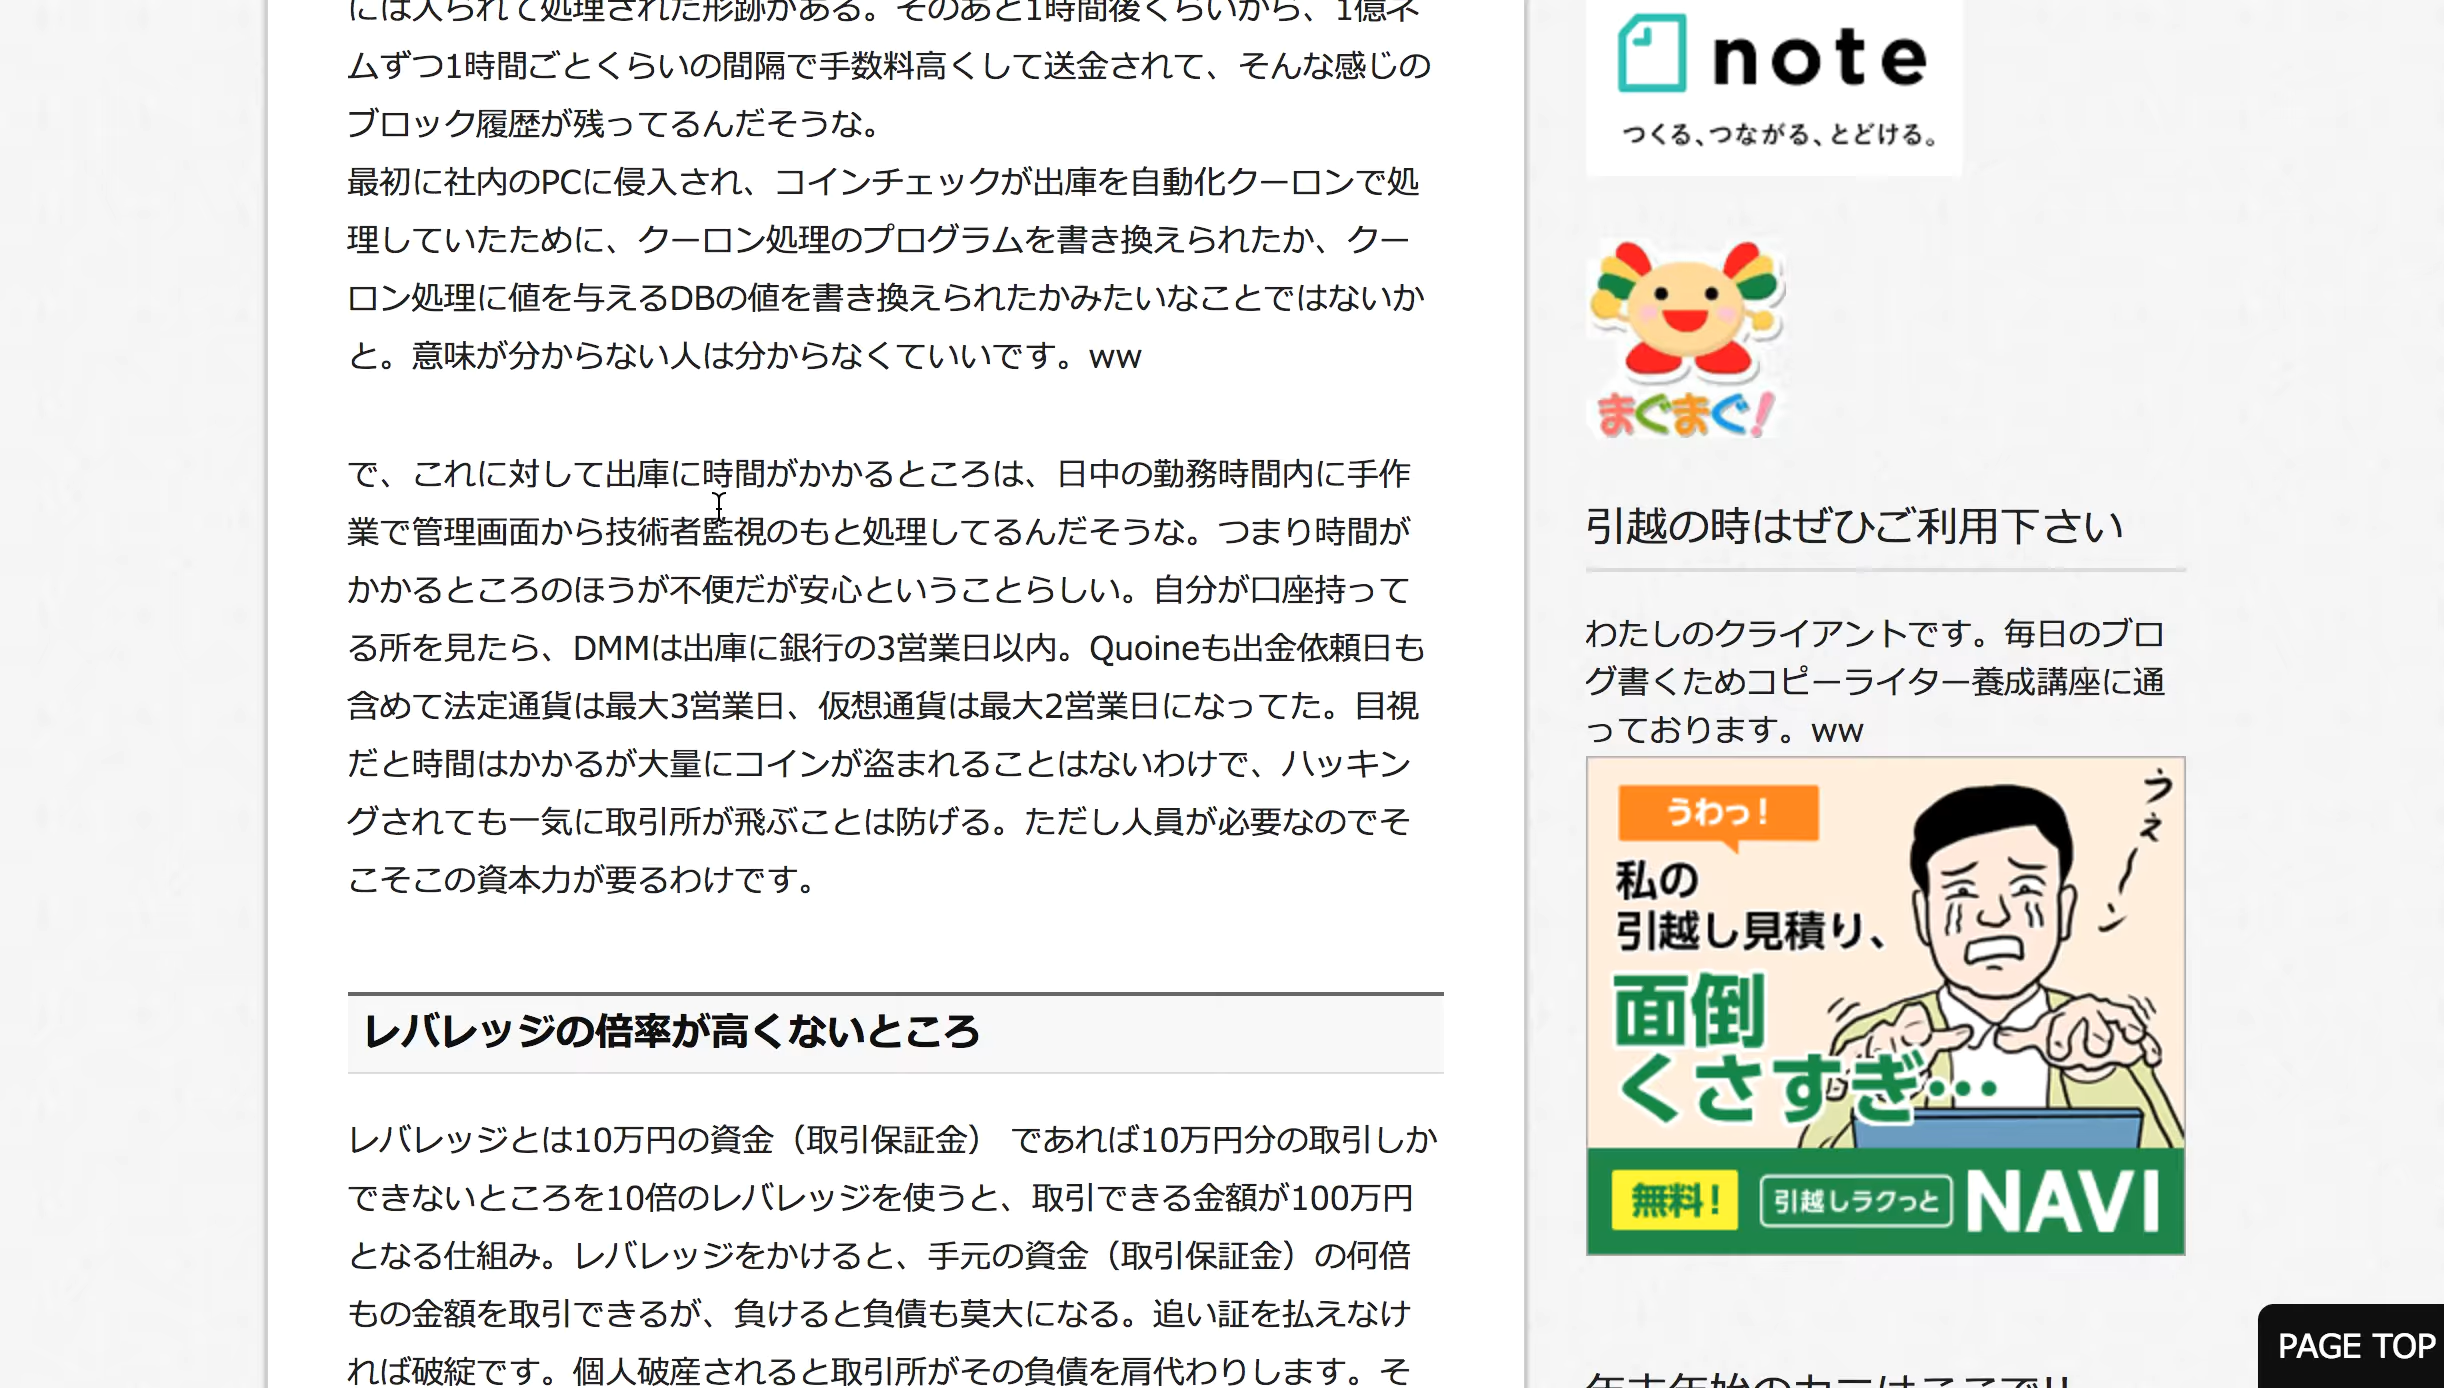 には入られて処理された形跡がある。そのあと1時間後くらいから、1億ネ
ムずつ1時間ごとくらいの間隔で手数料高くして送金されて、そんな感じの
ブロック履歴が残ってるんだそうな。
最初に社内のPCに侵入され、コインチェックが出庫を自動化クーロンで処
理していたために、クーロン処理のプログラムを書き換えられたか、クー
ロン処理に値を与えるDBの値を書き換えられたかみたいなことではないか
と。意味が分からない人は分からなくていいです。ww
で、これに対して出庫に時間がかかるところは、日中の勤務時間内に手作
業で管理画面から技術者監視のもと処理してるんだそうな。つまり時間が
かかるところのほうが不便だが安心ということらしい。自分が口座持って
る所を見たら、DMMは出庫に銀行の3営業日以内。Quoineも出金依頼日も
含めて法定通貨は最大3営業日、仮想通貨は最大2営業日になってた。目視
だと時間はかかるが大量にコインが盗まれることはないわけで、ハッキン
グされても一気に取引所が飛ぶことは防げる。ただし人員が必要なのでそ
こそこの資本力が要るわけです。
レバレッジの倍率が高くないところ
レバレッジとは10万円の資金（取引保証金） であれば10万円分の取引しか
できないところを10倍のレバレッジを使うと、取引できる金額が100万円
となる仕組み。レバレッジをかけると、手元の資金（取引保証金）の何倍
もの金額を取引できるが、負けると負債も莫大になる。追い証を払えなけ
れば破綻です。個人破産されると取引所がその負債を肩代わりします。そ
note
つくる、つながる、とどける。
まぐまぐ！
引越の時はぜひご利用下さい
わたしのクライアントです。毎日のブロ
グ書くためコピーライター養成講座に通
っております。ww
うわっ！
うえーン
私の
引越し見積り、
面倒
くさすぎ…
無料！ 引越しラクっと NAVI
PAGE TOP